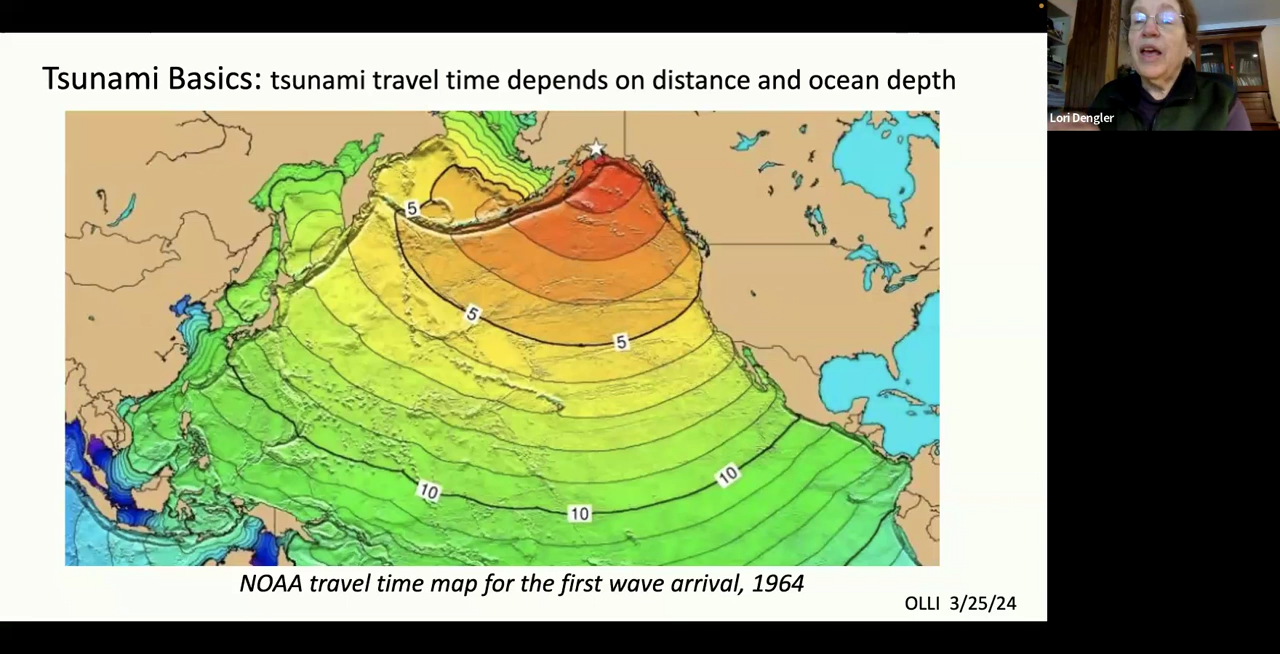 Tsunami Basics: tsunami travel time depends on distance and ocean depth
Lori Dengler
5
5
5
10
10
10
NOAA travel time map for the first wave arrival, 1964
OLLI 3/25/24